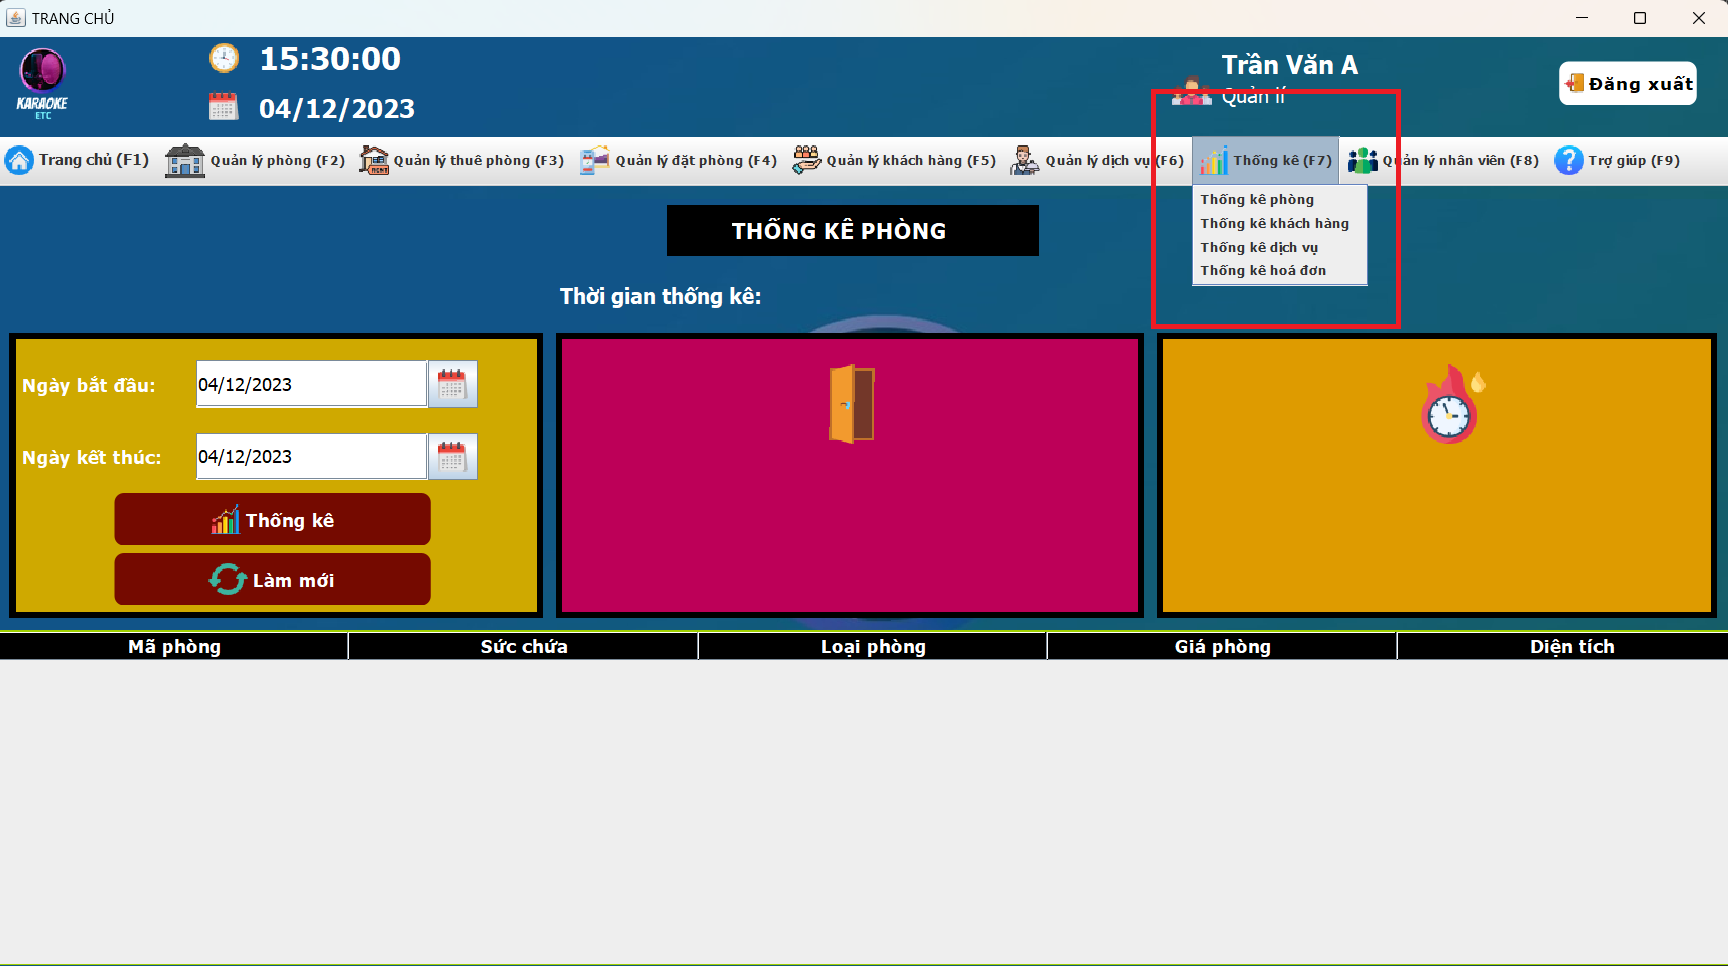 TRANG CHỦ
KARAOKE
ETC
15:30:00
04/12/2023
Trần Văn A
Quản lí
Đăng xuất
Trang chủ (F1)
Quản lý phòng (F2)
Quản lý thuê phòng (F3)
Quản lý đặt phòng (F4)
Quản lý khách hàng (F5)
Quản lý dịch vụ (F6)
Thống kê (F7)
Quản lý nhân viên (F8)
Trợ giúp (F9)
Thống kê phòng
Thống kê khách hàng
Thống kê dịch vụ
Thống kê hoá đơn
THỐNG KÊ PHÒNG
Thời gian thống kê:
Ngày bắt đầu:
04/12/2023
Ngày kết thúc:
04/12/2023
Thống kê
Làm mới
Mã phòng
Sức chứa
Loại phòng
Giá phòng
Diện tích